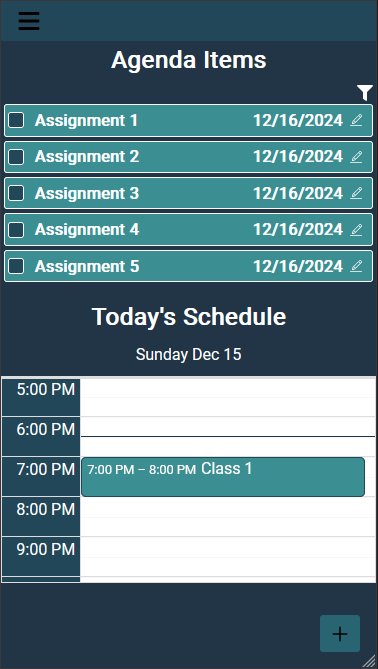 Agenda Items
Assignment 1 12/16/2024
Assignment 2 12/16/2024
Assignment 3 12/16/2024
Assignment 4 12/16/2024
Assignment 5 12/16/2024
Today's Schedule
Sunday Dec 15
5:00 PM
6:00 PM
7:00 PM 7:00 PM – 8:00 PM Class 1
8:00 PM
9:00 PM
+